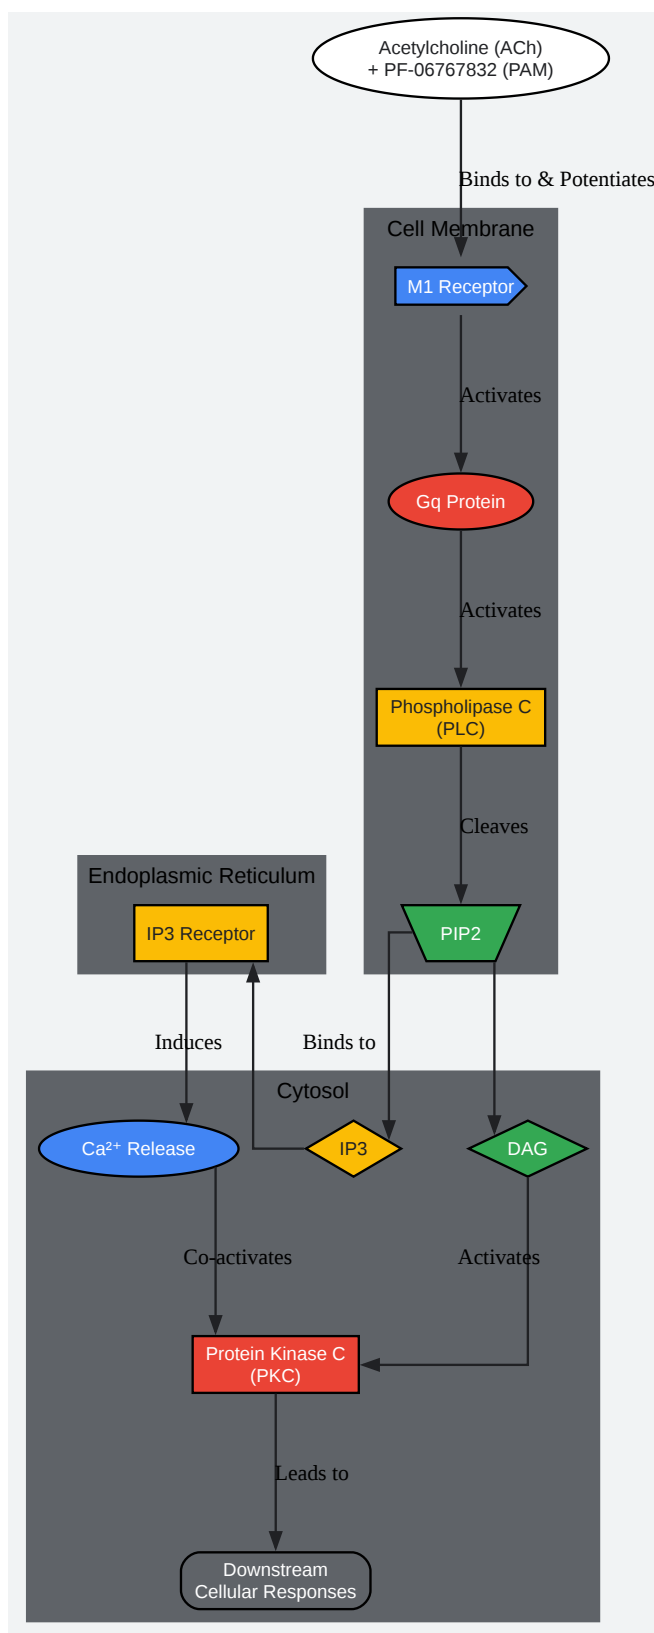 Acetylcholine (ACh)
+ PF-06767832 (PAM)
Binds to & Potentiates
Cell Membrane
M1 Receptor
Activates
Gq Protein
Activates
Phospholipase C
(PLC)
Cleaves
Endoplasmic Reticulum
IP3 Receptor
PIP2
Induces
Binds to
Cytosol
Ca²⁺ Release
IP3
DAG
Co-activates
Activates
Protein Kinase C
(PKC)
Leads to
Downstream
Cellular Responses